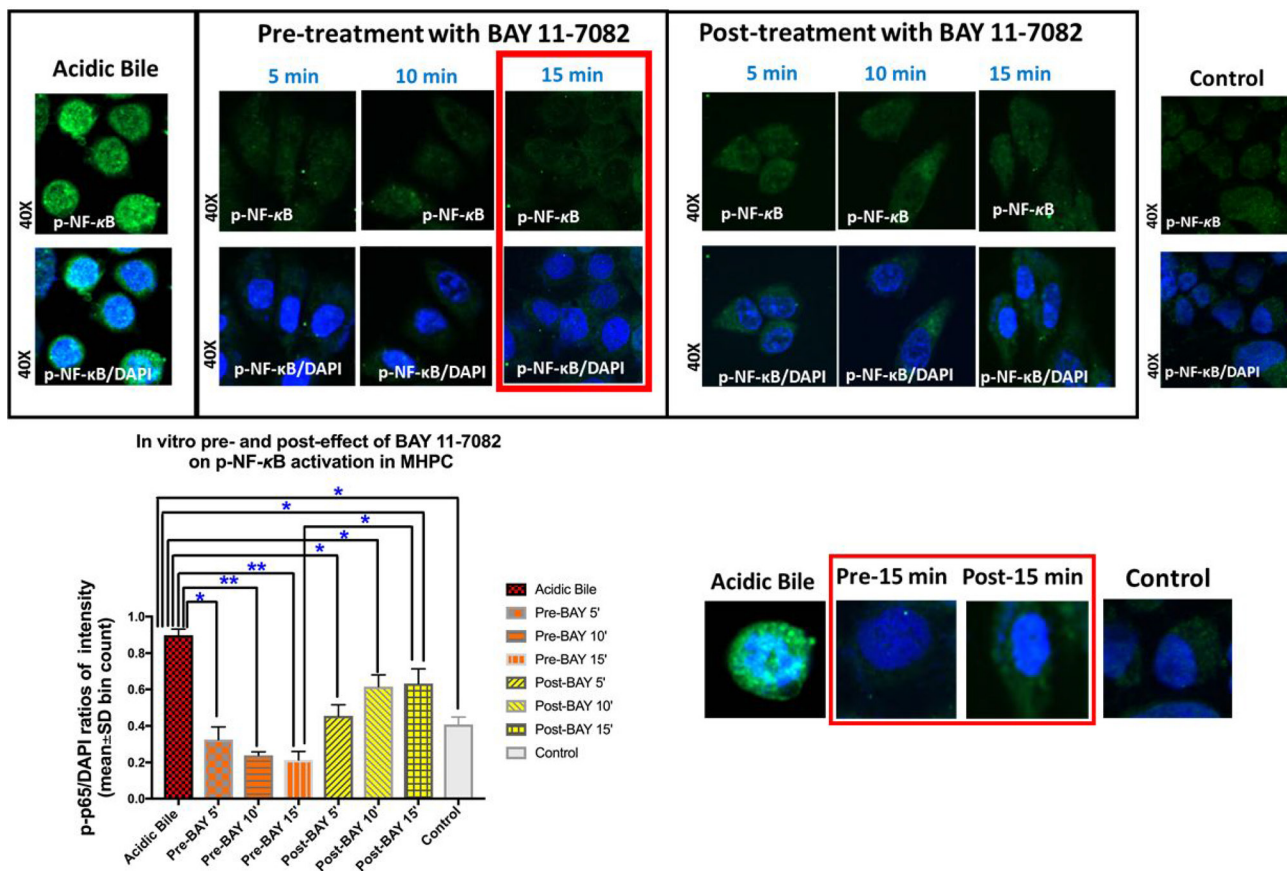 Acidic Bile
40X
p-NF-κB
40X
p-NF-κB/DAPI
Pre-treatment with BAY 11-7082
5 min
10 min
15 min
40X
p-NF-κB
p-NF-κB
p-NF-κB
40X
p-NF-κB/DAPI
p-NF-κB/DAPI
p-NF-κB/DAPI
Post-treatment with BAY 11-7082
5 min
10 min
15 min
40X
p-NF-κB
p-NF-κB
p-NF-κB
40X
p-NF-κB/DAPI
p-NF-κB/DAPI
p-NF-κB/DAPI
Control
40X
p-NF-κB
40X
p-NF-κB/DAPI
In vitro pre- and post-effect of BAY 11-7082
on p-NF-κB activation in MHPC
*
*
*
*
*
**
**
*
p-p65/DAPI ratios of intensity
(mean±SD bin count)
1.0
0.8
0.6
0.4
0.2
0.0
Acidic Bile
Pre-BAY 5'
Pre-BAY 10'
Pre-BAY 15'
Post-BAY 5'
Post-BAY 10'
Post-BAY 15'
Control
Acidic Bile
Pre-BAY 5'
Pre-BAY 10'
Pre-BAY 15'
Post-BAY 5'
Post-BAY 10'
Post-BAY 15'
Control
Acidic Bile
Pre-15 min
Post-15 min
Control